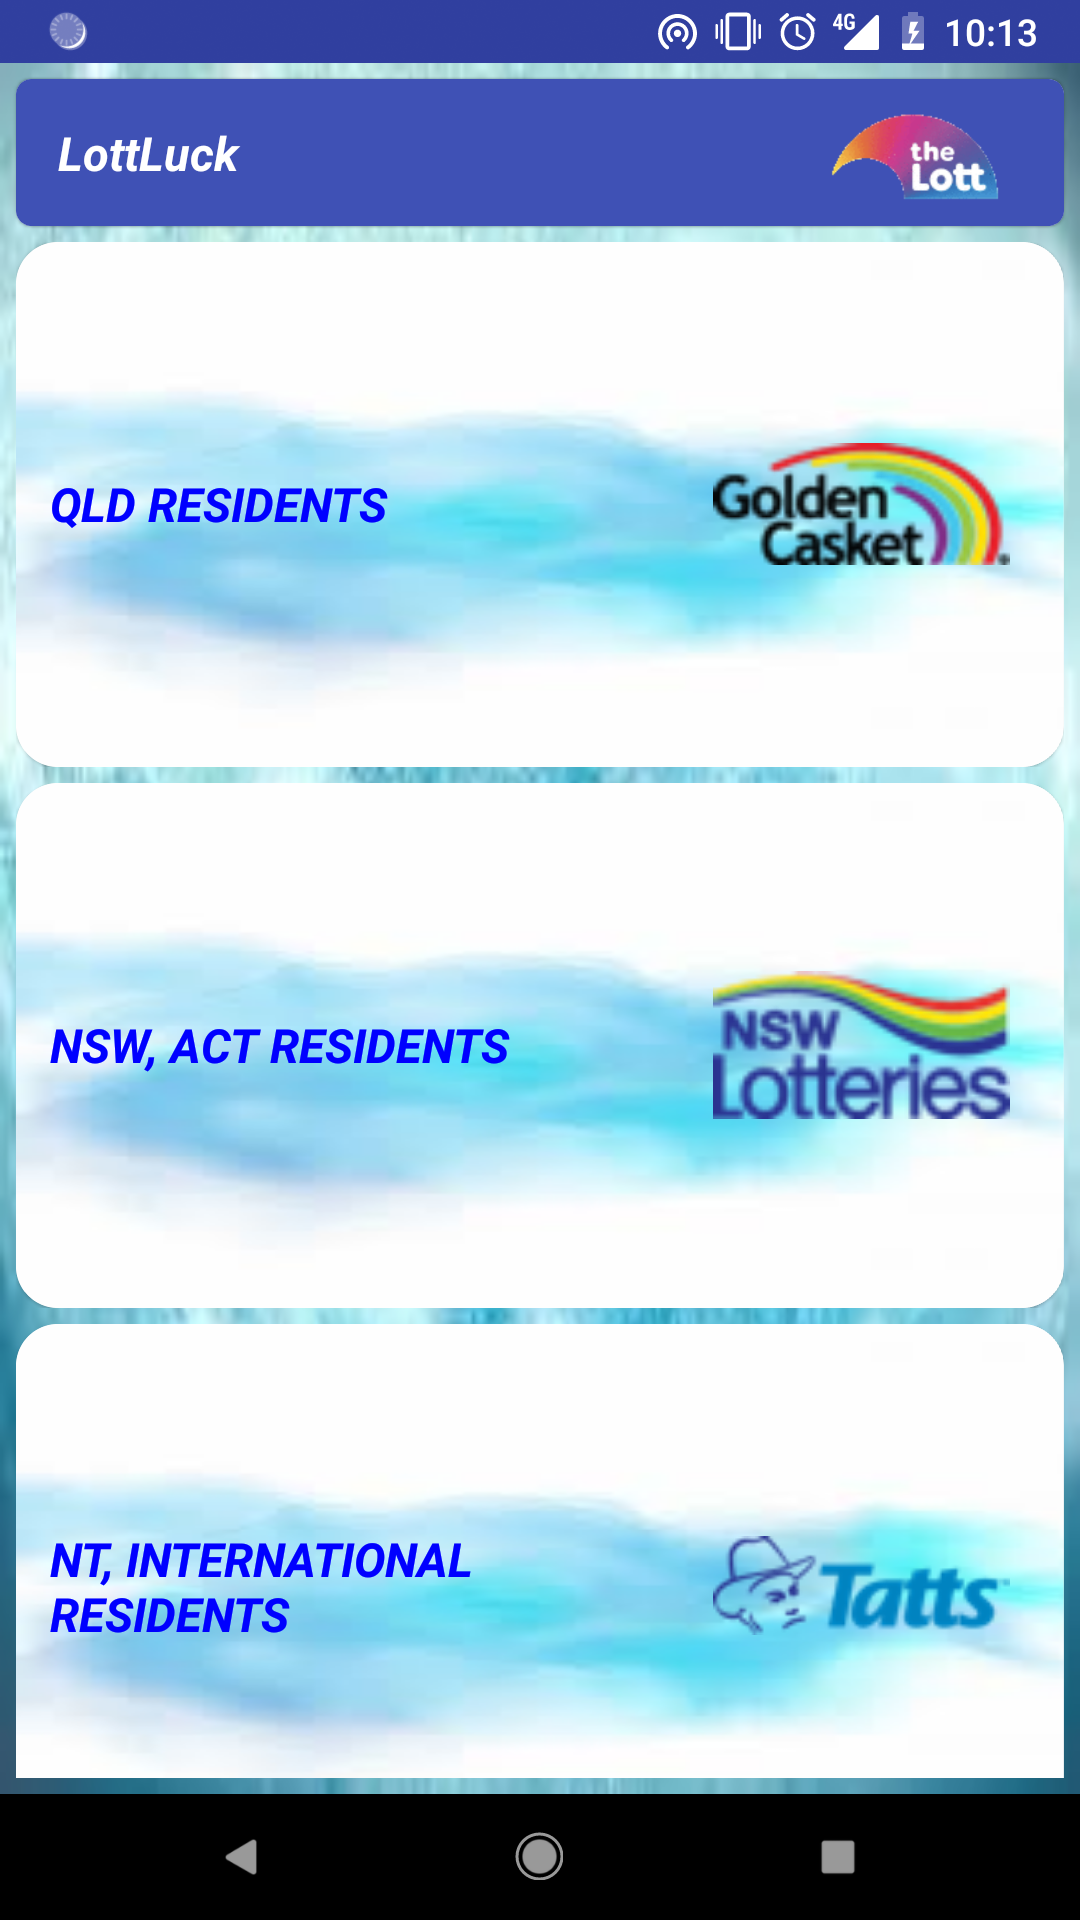 4G 10:13
LottLuck
the
Lott
QLD RESIDENTS
Golden
Casket
NSW, ACT RESIDENTS
NSW
Lotteries
NT, INTERNATIONAL
RESIDENTS
Tatts